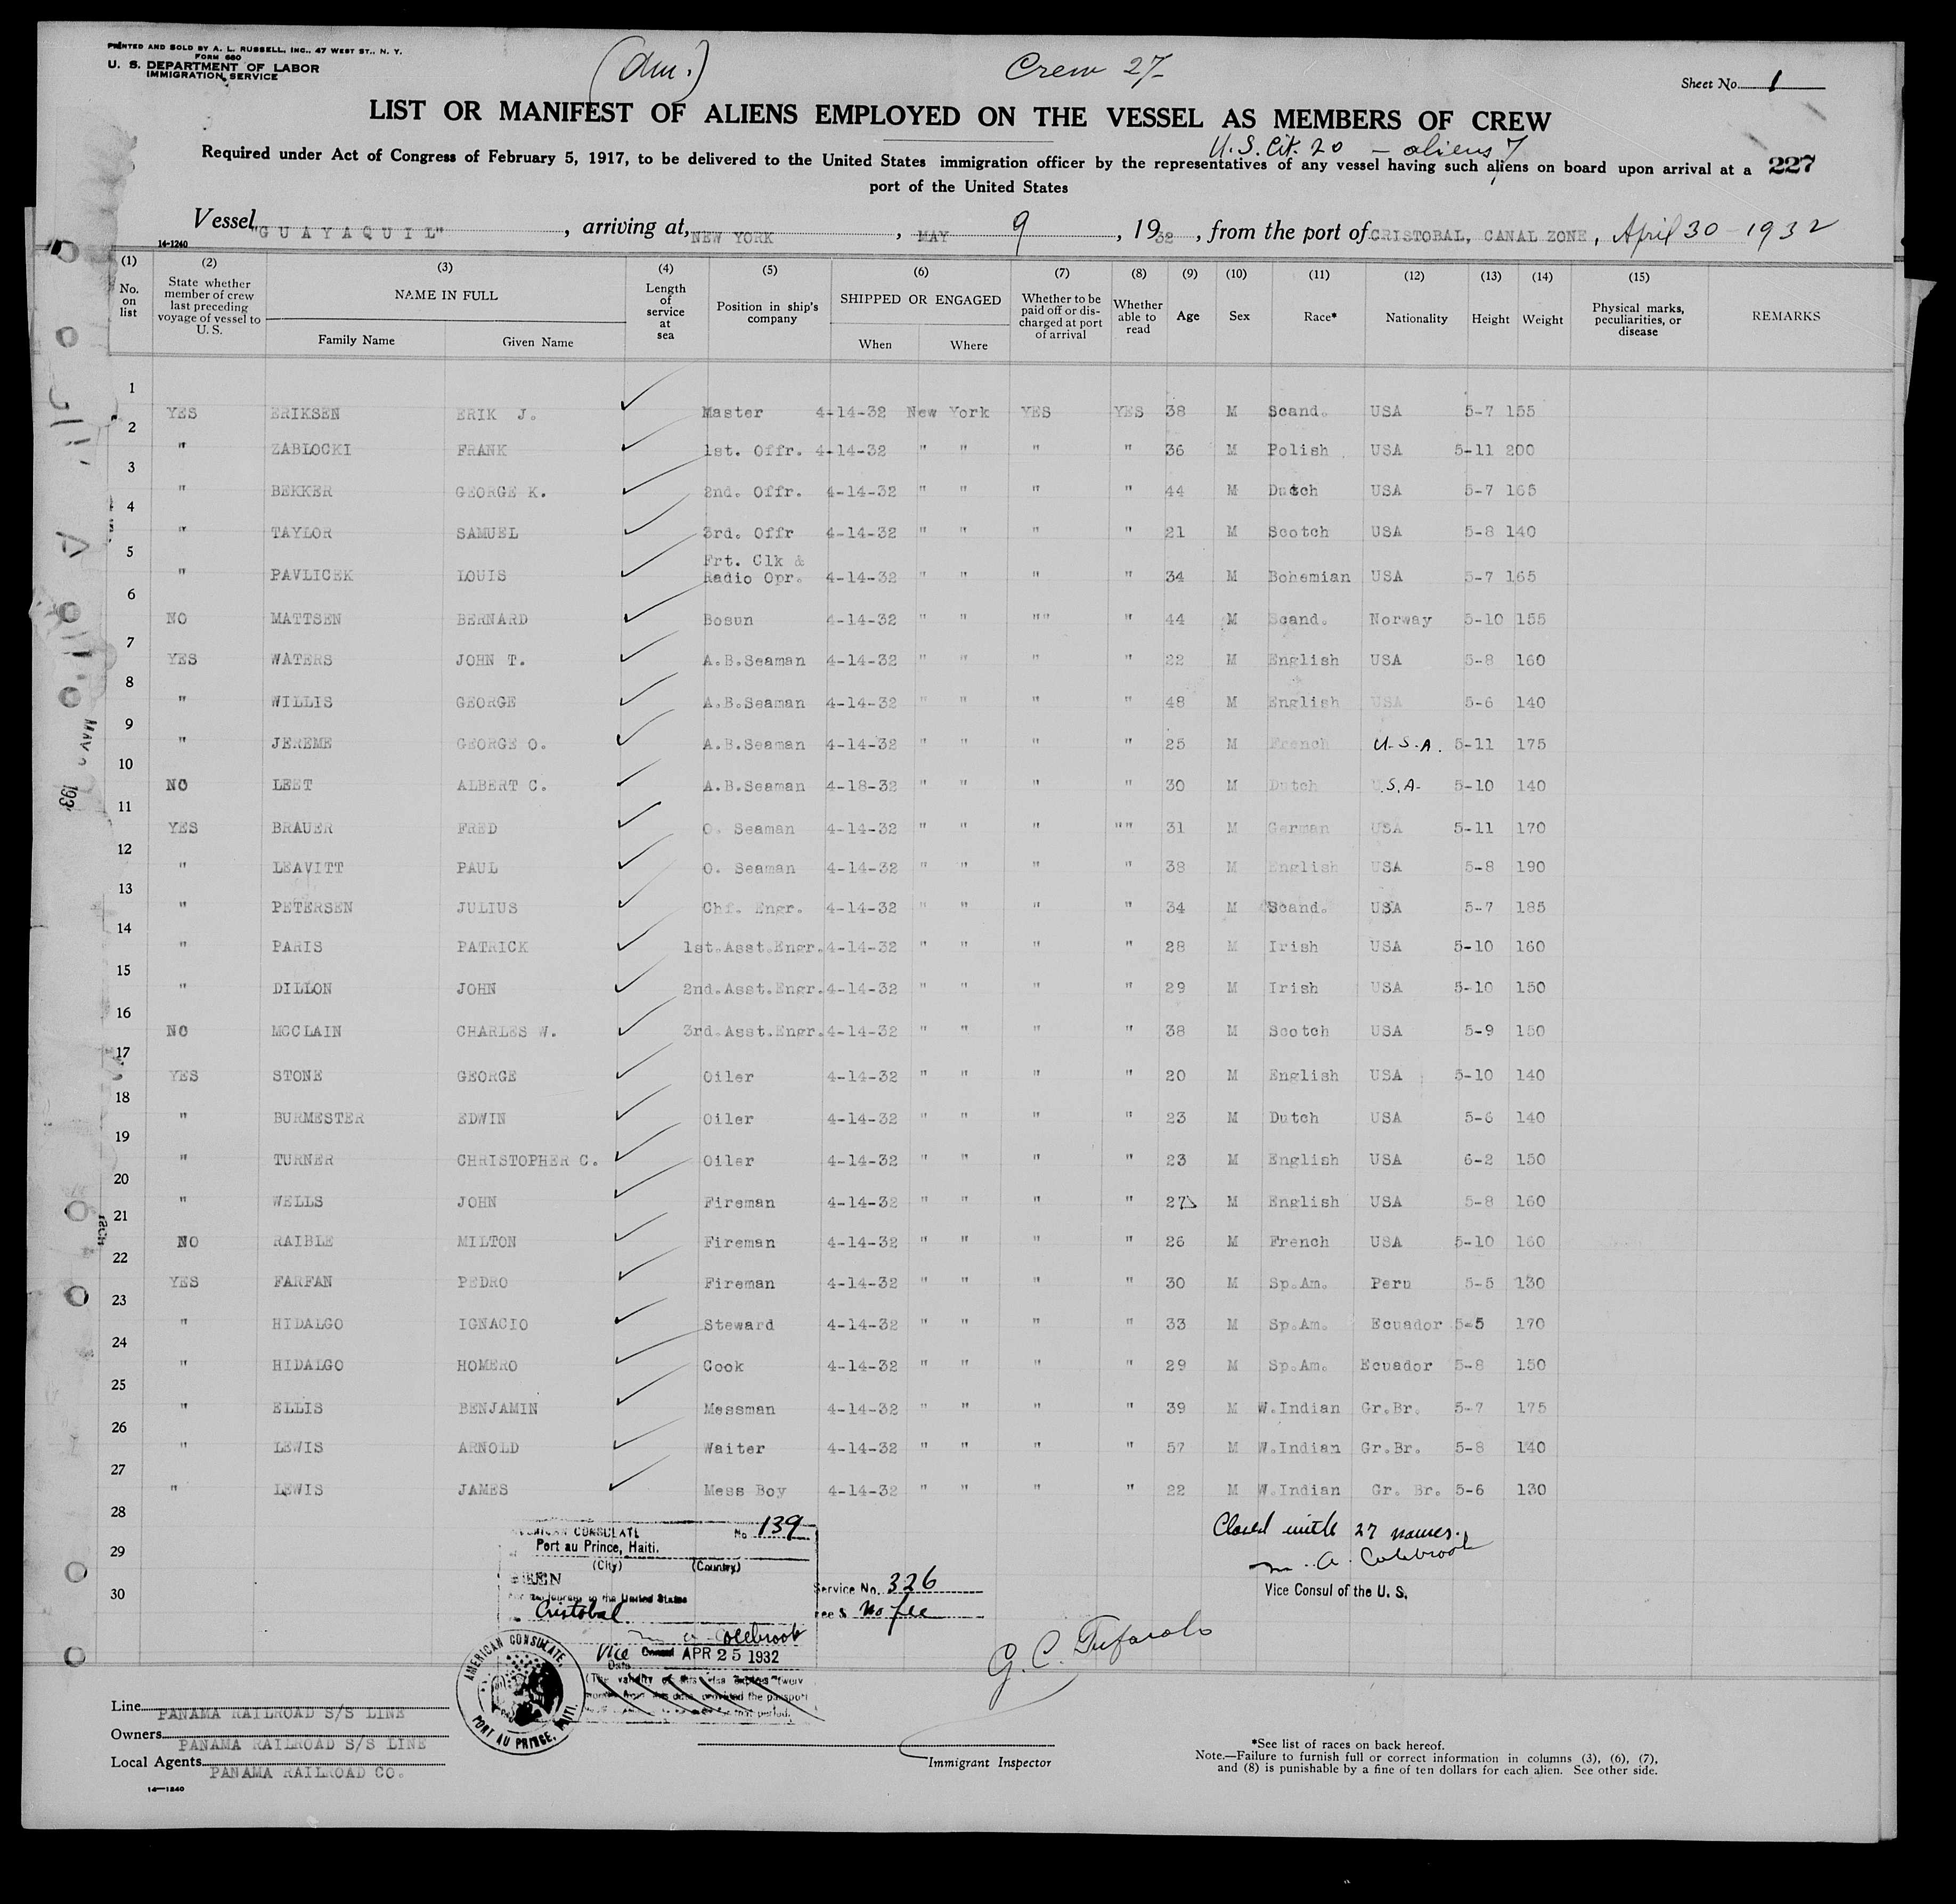 PRINTED AND SOLD BY A. L. RUSSELL, INC., 47 WEST ST., N. Y.
FORM 680
U. S. DEPARTMENT OF LABOR
IMMIGRATION SERVICE
Crew 27
Sheet No. 1
LIST OR MANIFEST OF ALIENS EMPLOYED ON THE VESSEL AS MEMBERS OF CREW
U.S. Cit. 20 - aliens 7
Required under Act of Congress of February 5, 1917, to be delivered to the United States immigration officer by the representatives of any vessel having such aliens on board upon arrival at a 227
port of the United States
Vessel "GUAYAQUIL", arriving at, NEW YORK, MAY 9, 1932, from the port of CRISTOBAL, CANAL ZONE, April 30 - 1932
14-1240
(1) (2) (3) (4) (5) (6) (7) (8) (9) (10) (11) (12) (13) (14) (15)
No. on list State whether member of crew last preceding voyage of vessel to U. S. NAME IN FULL Family Name Given Name Length of service at sea Position in ship's company SHIPPED OR ENGAGED When Where Whether to be paid off or discharged at port of arrival Whether able to read Age Sex Race* Nationality Height Weight Physical marks, peculiarities, or disease REMARKS
1 YES ERIKSEN ERIK J. Master 4-14-32 New York YES YES 38 M Scand. USA 5-7 155
2 " ZABLOCKI FRANK 1st. Offr. 4-14-32 " " " " 36 M Polish USA 5-11 200
3 " BEKKER GEORGE K. 2nd. Offr. 4-14-32 " " " " 44 M Dutch USA 5-7 165
4 " TAYLOR SAMUEL 3rd. Offr 4-14-32 " " " " 21 M Scotch USA 5-8 140
5 " PAVLICEK LOUIS Frt. Clk & Radio Opr. 4-14-32 " " " " 34 M Bohemian USA 5-7 165
6 NO MATTSEN BERNARD Bosun 4-14-32 " " "" " 44 M Scand. Norway 5-10 155
7 YES WATERS JOHN T. A.B.Seaman 4-14-32 " " " " 22 M English USA 5-8 160
8 " WILLIS GEORGE A.B.Seaman 4-14-32 " " " " 48 M English USA 5-6 140
9 " JEREME GEORGE O. A.B.Seaman 4-14-32 " " " " 25 M French U.S.A. 5-11 175
10 NO LEET ALBERT C. A.B.Seaman 4-18-32 " " " " 30 M Dutch U.S.A. 5-10 140
11 YES BRAUER FRED O. Seaman 4-14-32 " " " "" 31 M German USA 5-11 170
12 " LEAVITT PAUL O. Seaman 4-14-32 " " " " 38 M English USA 5-8 190
13 " PETERSEN JULIUS Chf. Engr. 4-14-32 " " " " 34 M Scand. USA 5-7 185
14 " PARIS PATRICK 1st.Asst.Engr. 4-14-32 " " " " 28 M Irish USA 5-10 160
15 " DILLON JOHN 2nd.Asst.Engr. 4-14-32 " " " " 29 M Irish USA 5-10 150
16 NO MCCLAIN CHARLES W. 3rd.Asst.Engr. 4-14-32 " " " " 38 M Scotch USA 5-9 150
17 YES STONE GEORGE Oiler 4-14-32 " " " " 20 M English USA 5-10 140
18 " BURMESTER EDWIN Oiler 4-14-32 " " " " 23 M Dutch USA 5-6 140
19 " TURNER CHRISTOPHER C. Oiler 4-14-32 " " " " 23 M English USA 6-2 150
20 " WELLS JOHN Fireman 4-14-32 " " " " 27 M English USA 5-8 160
21 NO RAIBLE MILTON Fireman 4-14-32 " " " " 26 M French USA 5-10 160
22 YES FARFAN PEDRO Fireman 4-14-32 " " " " 30 M Sp.Am. Peru 5-5 130
23 " HIDALGO IGNACIO Steward 4-14-32 " " " " 33 M Sp.Am. Ecuador 5-5 170
24 " HIDALGO HOMERO Cook 4-14-32 " " " " 29 M Sp.Am. Ecuador 5-8 150
25 " ELLIS BENJAMIN Messman 4-14-32 " " " " 39 M W.Indian Gr.Br. 5-7 175
26 " LEWIS ARNOLD Waiter 4-14-32 " " " " 57 M W.Indian Gr.Br. 5-8 140
27 " LEWIS JAMES Mess Boy 4-14-32 " " " " 22 M W.Indian Gr. Br. 5-6 130
28
29
30
CONSULATE No 139
Port au Prince, Haiti.
(City) (Country)
SEEN
to the United States
Cristobal
Vice Consul APR 25 1932
Date
Service No. 326
Fee $ No fee
AMERICAN CONSULATE, PORT AU PRINCE, HAITI.
Closed with 27 names.
M. A. Colebrook
Vice Consul of the U. S.
Line PANAMA RAILROAD S/S LINE
Owners PANAMA RAILROAD S/S LINE
Local Agents PANAMA RAILROAD CO.
14-1240
Immigrant Inspector
*See list of races on back hereof.
Note.—Failure to furnish full or correct information in columns (3), (6), (7),
and (8) is punishable by a fine of ten dollars for each alien. See other side.